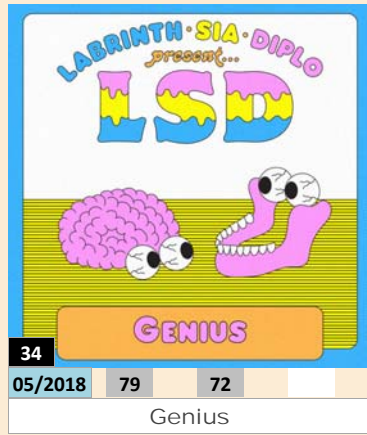 LABRINTH · SIA · DIPLO
present...
LSD
GENIUS
34
05/2018 79 72
Genius